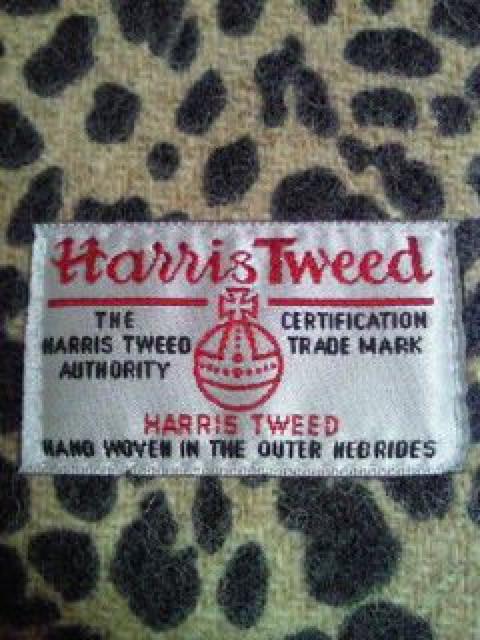 Harris Tweed
THE
HARRIS TWEED
AUTHORITY
CERTIFICATION
TRADE MARK
HARRIS TWEED
HAND WOVEN IN THE OUTER HEBRIDES